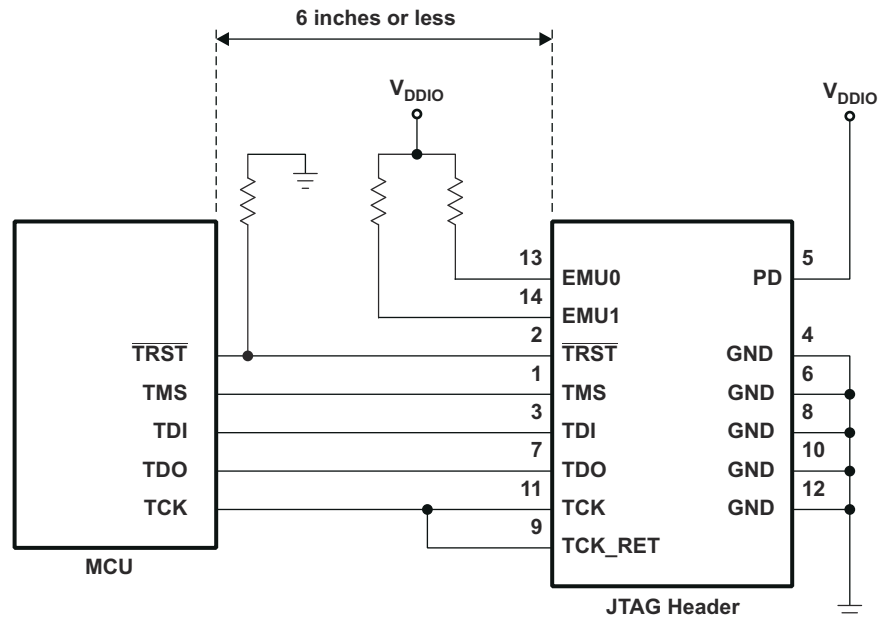 6 inches or less
VDDIO
VDDIO
13
EMU0
14
EMU1
2
TRST
1
TMS
3
TDI
7
TDO
11
TCK
9
TCK_RET
5
PD
4
GND
6
GND
8
GND
10
GND
12
GND
TRST
TMS
TDI
TDO
TCK
MCU
JTAG Header